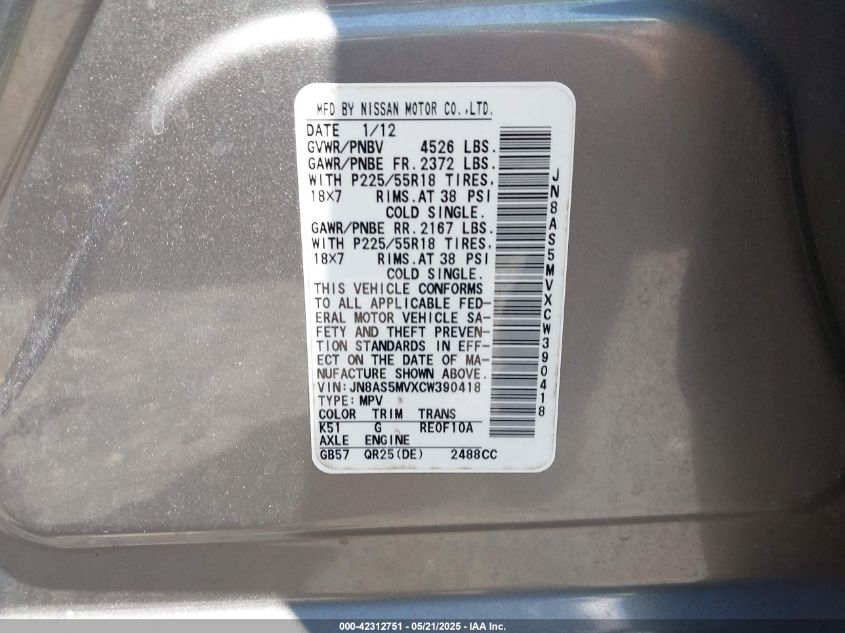 MFD BY NISSAN MOTOR CO.,LTD.
DATE 1/12
GVWR/PNBV 4526 LBS.
GAWR/PNBE FR. 2372 LBS.
WITH P225/55R18 TIRES,
18X7 RIMS.AT 38 PSI
COLD SINGLE.
GAWR/PNBE RR. 2167 LBS.
WITH P225/55R18 TIRES,
18X7 RIMS.AT 38 PSI
COLD SINGLE.
THIS VEHICLE CONFORMS
TO ALL APPLICABLE FED-
ERAL MOTOR VEHICLE SA-
FETY AND THEFT PREVEN-
TION STANDARDS IN EFF-
ECT ON THE DATE OF MA-
NUFACTURE SHOWN ABOVE.
VIN:JN8AS5MVXCW390418
TYPE: MPV
COLOR TRIM TRANS
K51 G RE0F10A
AXLE ENGINE
GB57 QR25(DE) 2488CC
JN8AS5MVXCW390418
000-42312751 - 05/21/2025 - IAA Inc.